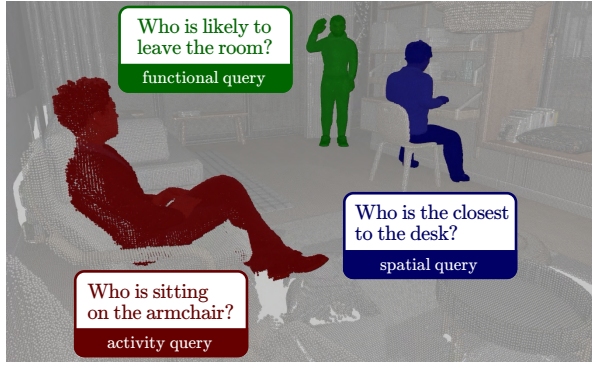 Who is likely to
leave the room?
functional query
Who is the closest
to the desk?
spatial query
Who is sitting
on the armchair?
activity query